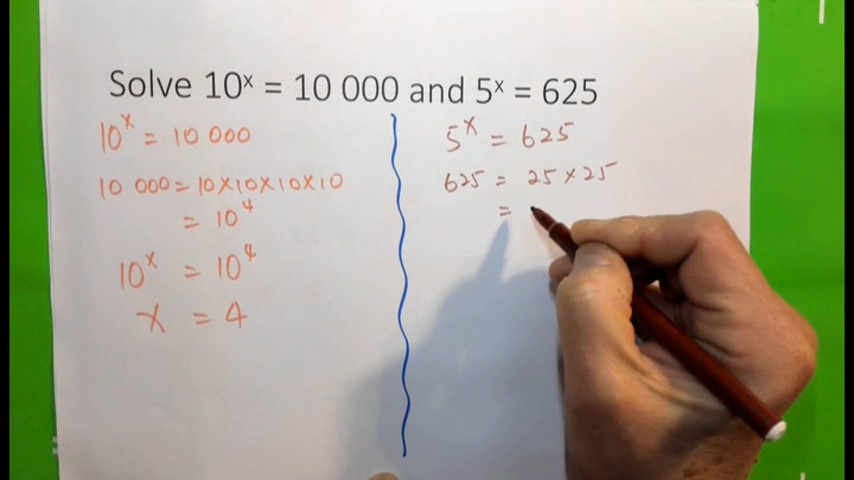 Solve 10ˣ = 10 000 and 5ˣ = 625
10ˣ = 10 000
10 000 = 10×10×10×10
= 10⁴
10ˣ = 10⁴
x = 4
5ˣ = 625
625 = 25 × 25
=